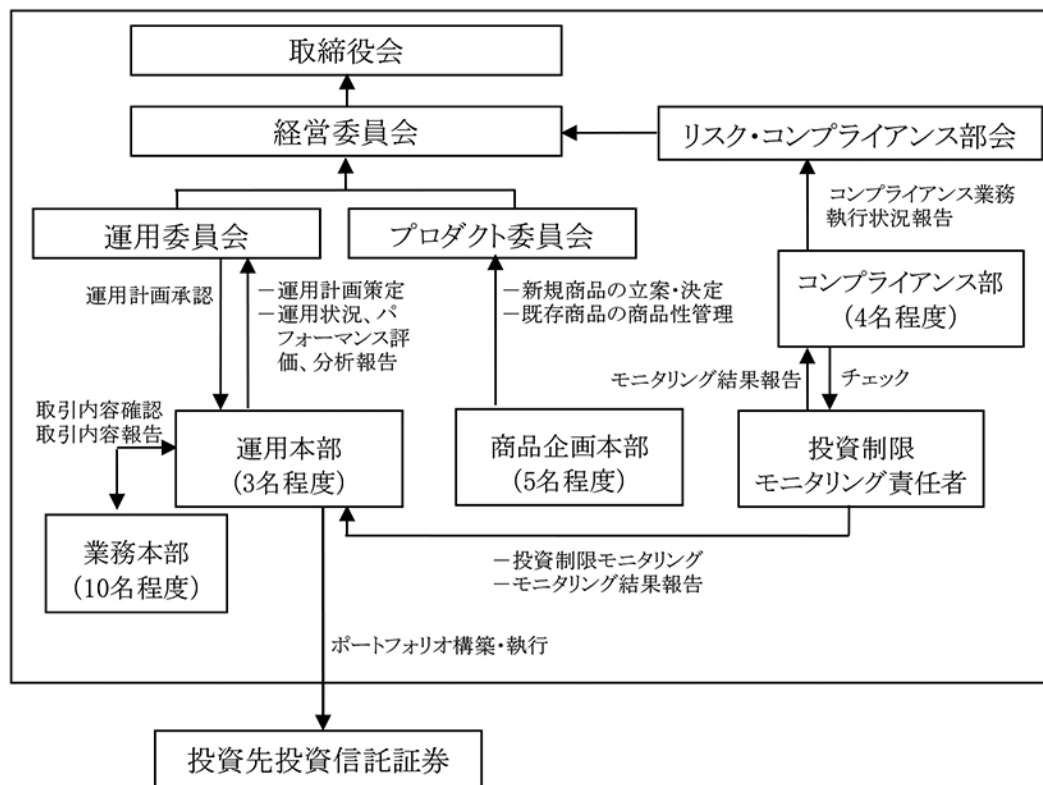 取締役会
経営委員会
リスク・コンプライアンス部会
コンプライアンス業務
執行状況報告
運用委員会
プロダクト委員会
運用計画承認
－運用計画策定
－運用状況、パ
フォーマンス評
価、分析報告
－新規商品の立案・決定
－既存商品の商品性管理
コンプライアンス部
(4名程度)
モニタリング結果報告
チェック
取引内容確認
取引内容報告
運用本部
(3名程度)
商品企画本部
(5名程度)
投資制限
モニタリング責任者
業務本部
(10名程度)
－投資制限モニタリング
－モニタリング結果報告
ポートフォリオ構築・執行
投資先投資信託証券